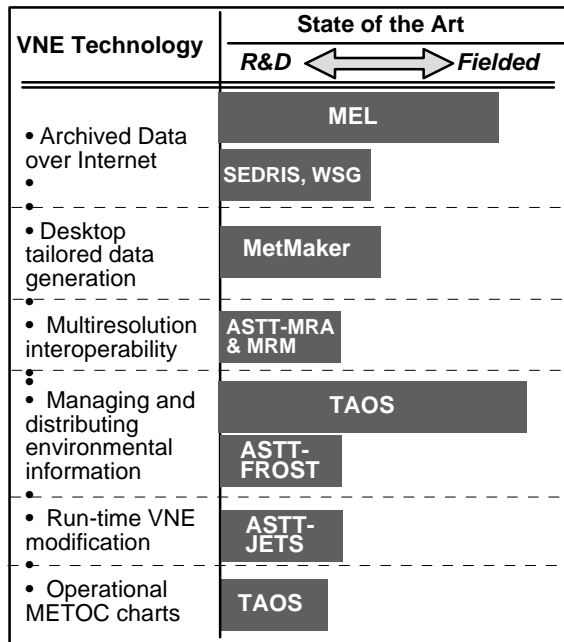 VNE Technology
State of the Art
R&D
Fielded
• Archived Data
over Internet
•
•
MEL
SEDRIS, WSG
• Desktop
tailored data
generation
•
MetMaker
• Multiresolution
interoperability
•
•
ASTT-MRA
& MRM
• Managing and
distributing
environmental
information
•
TAOS
ASTT-
FROST
• Run-time VNE
modification
•
ASTT-
JETS
• Operational
METOC charts
TAOS